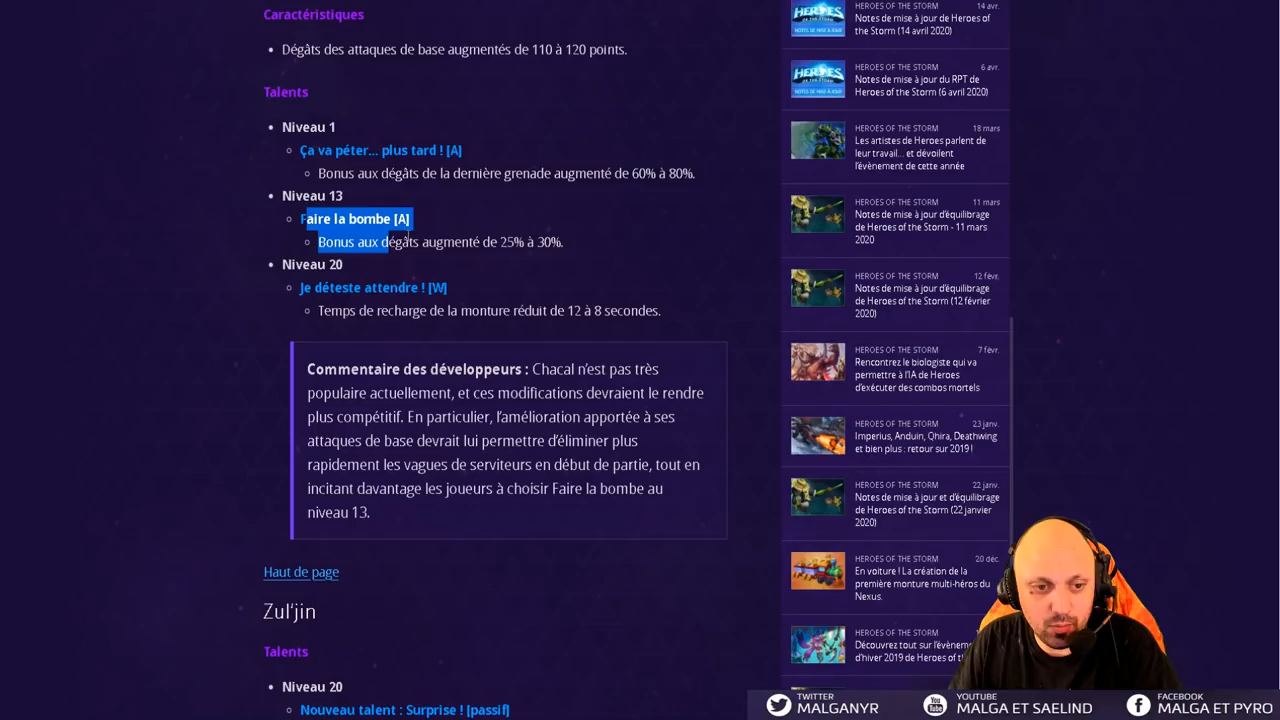 Caractéristiques
• Dégâts des attaques de base augmentés de 110 à 120 points.
Talents
• Niveau 1
Ça va péter... plus tard ! [A]
Bonus aux dégâts de la dernière grenade augmenté de 60% à 80%.
• Niveau 13
Faire la bombe [A]
Bonus aux dégâts augmenté de 25% à 30%.
• Niveau 20
Je déteste attendre ! [W]
Temps de recharge de la monture réduit de 12 à 8 secondes.
Commentaire des développeurs : Chacal n'est pas très
populaire actuellement, et ces modifications devraient le rendre
plus compétitif. En particulier, l'amélioration apportée à ses
attaques de base devrait lui permettre d'éliminer plus
rapidement les vagues de serviteurs en début de partie, tout en
incitant davantage les joueurs à choisir Faire la bombe au
niveau 13.
Haut de page
Zul'jin
Talents
• Niveau 20
Nouveau talent : Surprise ! [passif]
HEROES OF THE STORM 14 avr.
Notes de mise à jour de Heroes of
the Storm (14 avril 2020)
HEROES OF THE STORM 6 avr.
Notes de mise à jour du RPT de
Heroes of the Storm (6 avril 2020)
HEROES OF THE STORM 18 mars
Les artistes de Heroes parlent de
leur travail... et dévoilent
l'évènement de cette année
HEROES OF THE STORM 11 mars
Notes de mise à jour d'équilibrage
de Heroes of the Storm - 11 mars
2020
HEROES OF THE STORM 12 févr.
Notes de mise à jour d'équilibrage
de Heroes of the Storm (12 février
2020)
HEROES OF THE STORM 7 févr.
Rencontrez le biologiste qui va
permettre à l'IA de Heroes
d'exécuter des combos mortels
HEROES OF THE STORM 23 janv.
Imperius, Anduin, Qhira, Deathwing
et bien plus : retour sur 2019 !
HEROES OF THE STORM 22 janv.
Notes de mise à jour et d'équilibrage
de Heroes of the Storm (22 janvier
2020)
HEROES OF THE STORM 20 déc.
En voiture ! La création de la
première monture multi-héros du
Nexus.
HEROES OF THE STORM
Découvrez tout sur l'évènem
d'hiver 2019 de Heroes of t
TWITTER
MALGANYR
YOUTUBE
MALGA ET SAELIND
FACEBOOK
MALGA ET PYRO